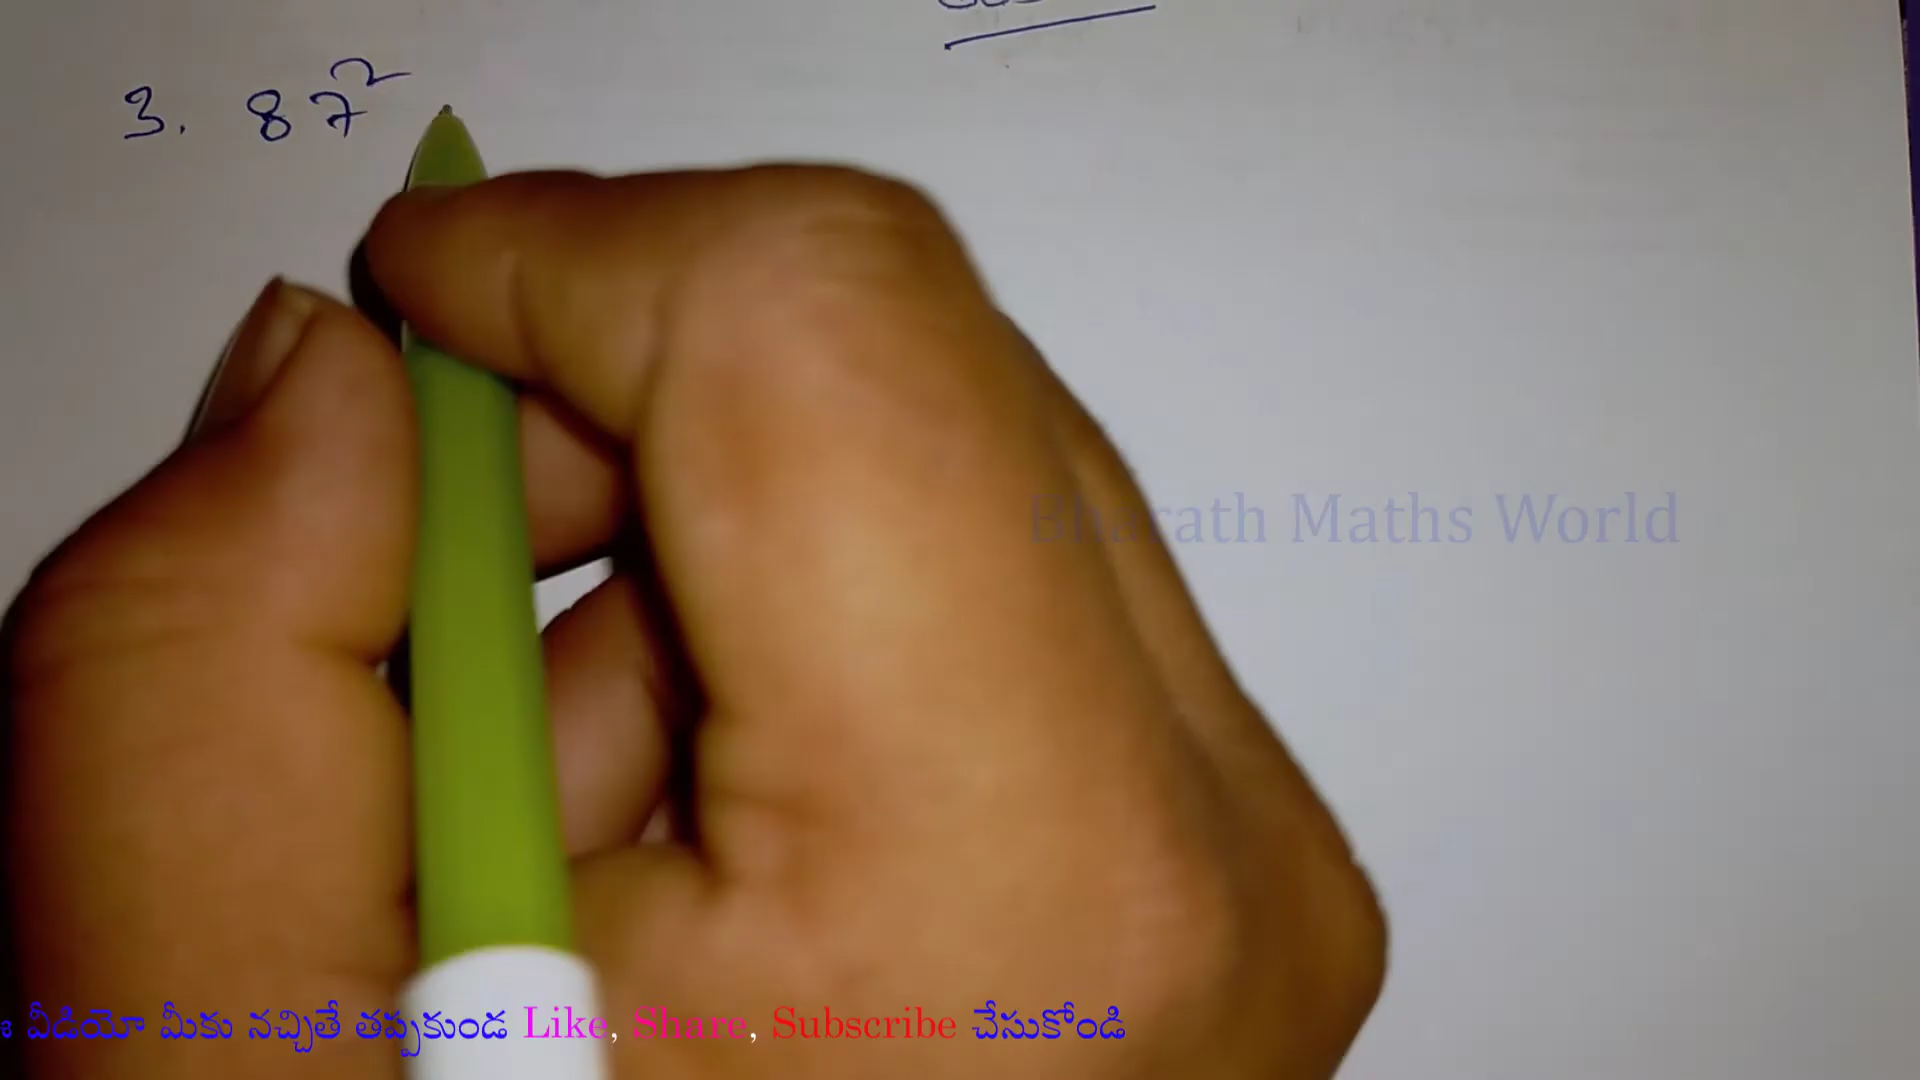 3. 87²
Bharath Maths World
వీడియో మీకు నచ్చితే తప్పకుండ Like, Share, Subscribe చేసుకోండి